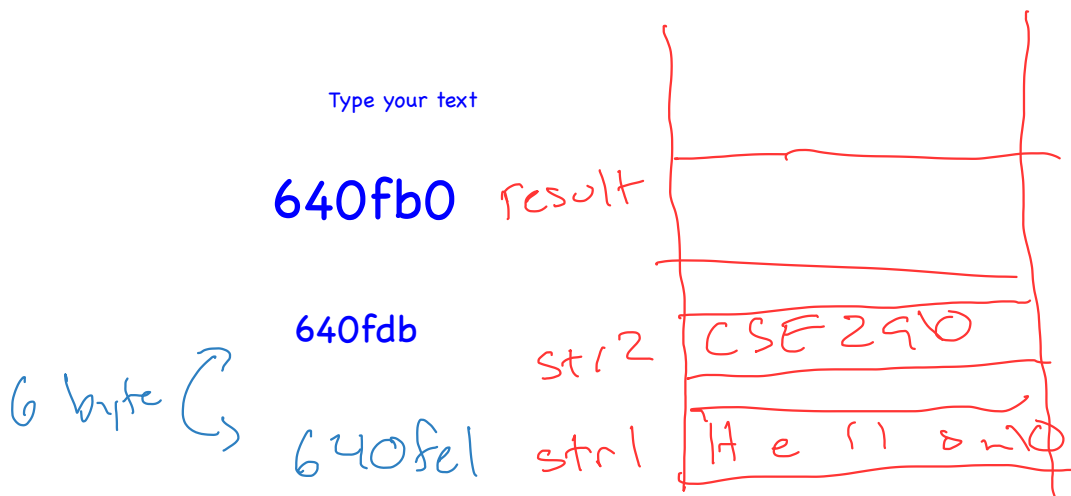 Type your text
640fb0 result
640fdb
str2 CSE290
6 byte
640fe1 str1 Hello\0